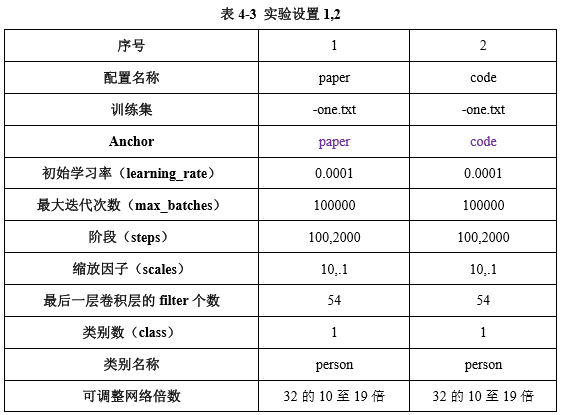 表 4-3 实验设置 1,2
序号 1 2
配置名称 paper code
训练集 -one.txt -one.txt
Anchor paper code
初始学习率（learning_rate） 0.0001 0.0001
最大迭代次数（max_batches） 100000 100000
阶段（steps） 100,2000 100,2000
缩放因子（scales） 10,.1 10,.1
最后一层卷积层的 filter 个数 54 54
类别数（class） 1 1
类别名称 person person
可调整网络倍数 32 的 10 至 19 倍 32 的 10 至 19 倍